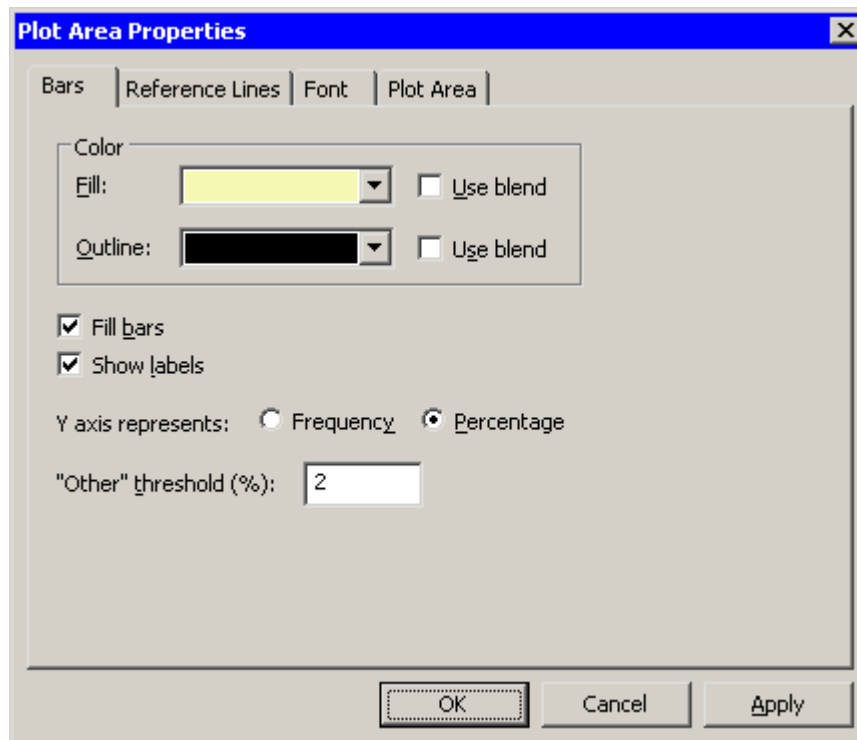 Plot Area Properties
Bars Reference Lines Font Plot Area
Color
Fill: Use blend
Outline: Use blend
Fill bars
Show labels
Y axis represents: Frequency Percentage
"Other" threshold (%): 2
OK Cancel Apply